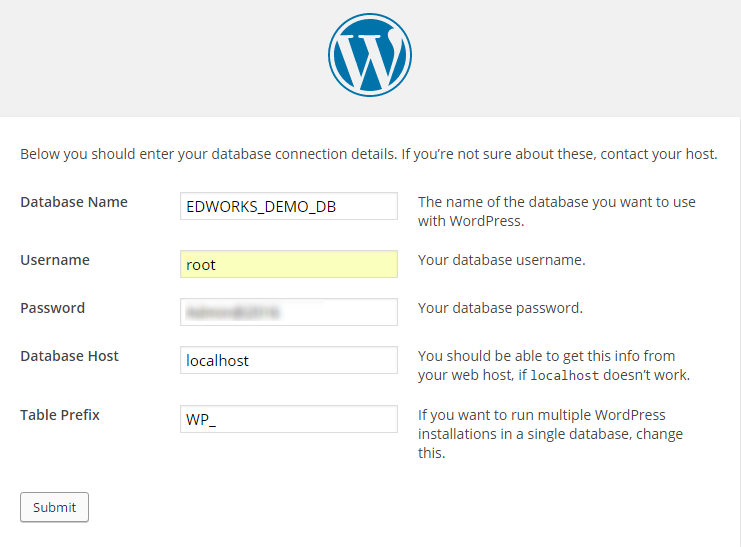 Below you should enter your database connection details. If you’re not sure about these, contact your host.
Database Name
EDWORKS_DEMO_DB
The name of the database you want to use
with WordPress.
Username
root
Your database username.
Password
Your database password.
Database Host
localhost
You should be able to get this info from
your web host, if localhost doesn’t work.
Table Prefix
WP_
If you want to run multiple WordPress
installations in a single database, change
this.
Submit